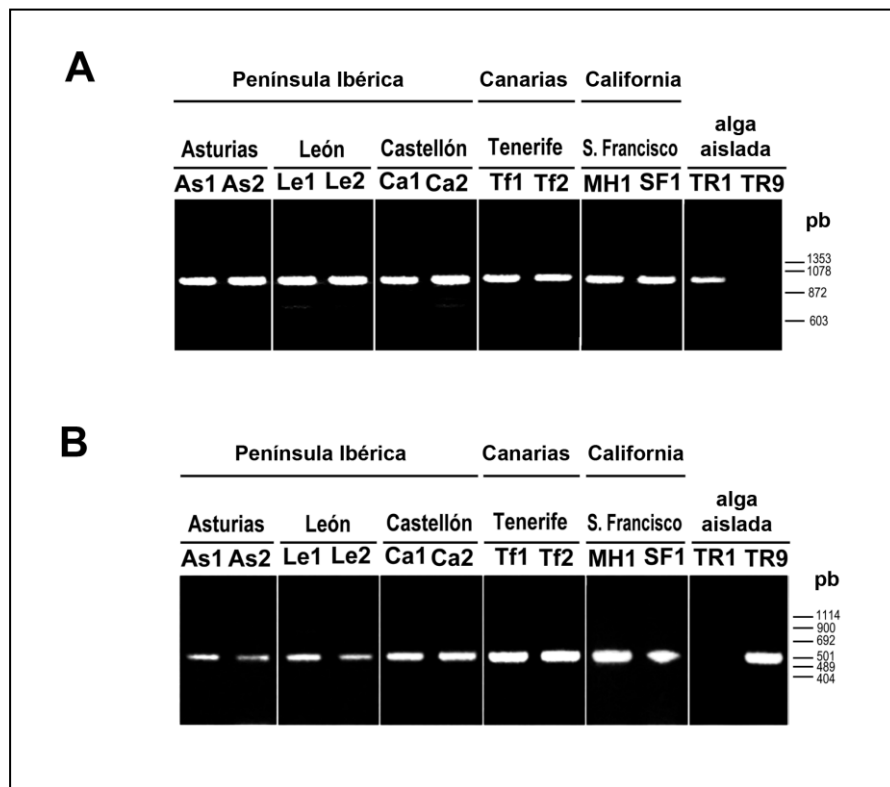 A
Península Ibérica Canarias California
Asturias León Castellón Tenerife S. Francisco alga aislada
As1 As2 Le1 Le2 Ca1 Ca2 Tf1 Tf2 MH1 SF1 TR1 TR9
pb
1353
1078
872
603
B
Península Ibérica Canarias California
Asturias León Castellón Tenerife S. Francisco alga aislada
As1 As2 Le1 Le2 Ca1 Ca2 Tf1 Tf2 MH1 SF1 TR1 TR9
pb
1114
900
692
501
489
404